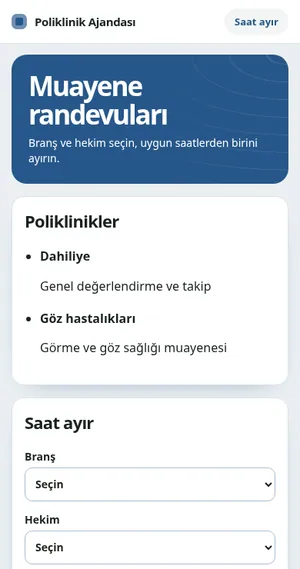 Poliklinik Ajandası
Saat ayır
Muayene
randevuları
Branş ve hekim seçin, uygun saatlerden birini
ayırın.
Poliklinikler
Dahiliye
Genel değerlendirme ve takip
Göz hastalıkları
Görme ve göz sağlığı muayenesi
Saat ayır
Branş
Seçin
Hekim
Seçin